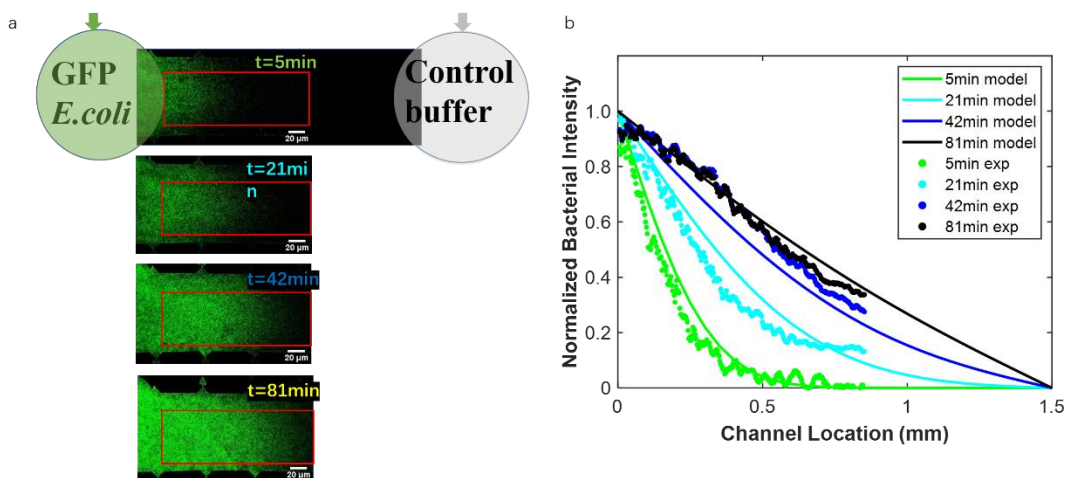 a
GFP
E.coli
t=5min
20 µm
Control
buffer
t=21mi
n
20 µm
t=42min
20 µm
t=81min
20 µm
b
Normalized Bacterial Intensity
1.0
0.8
0.6
0.4
0.2
0
0
0.5
1
1.5
Channel Location (mm)
5min model
21min model
42min model
81min model
5min exp
21min exp
42min exp
81min exp